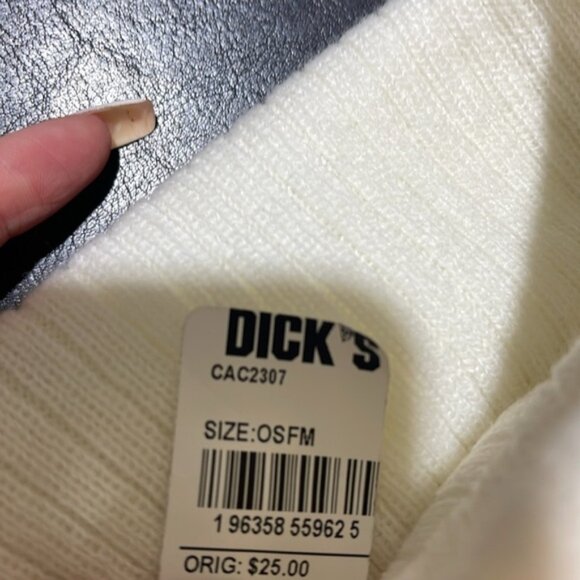 DICK'S
CAC2307
SIZE:OSFM
1 96358 55962 5
ORIG: $25.00